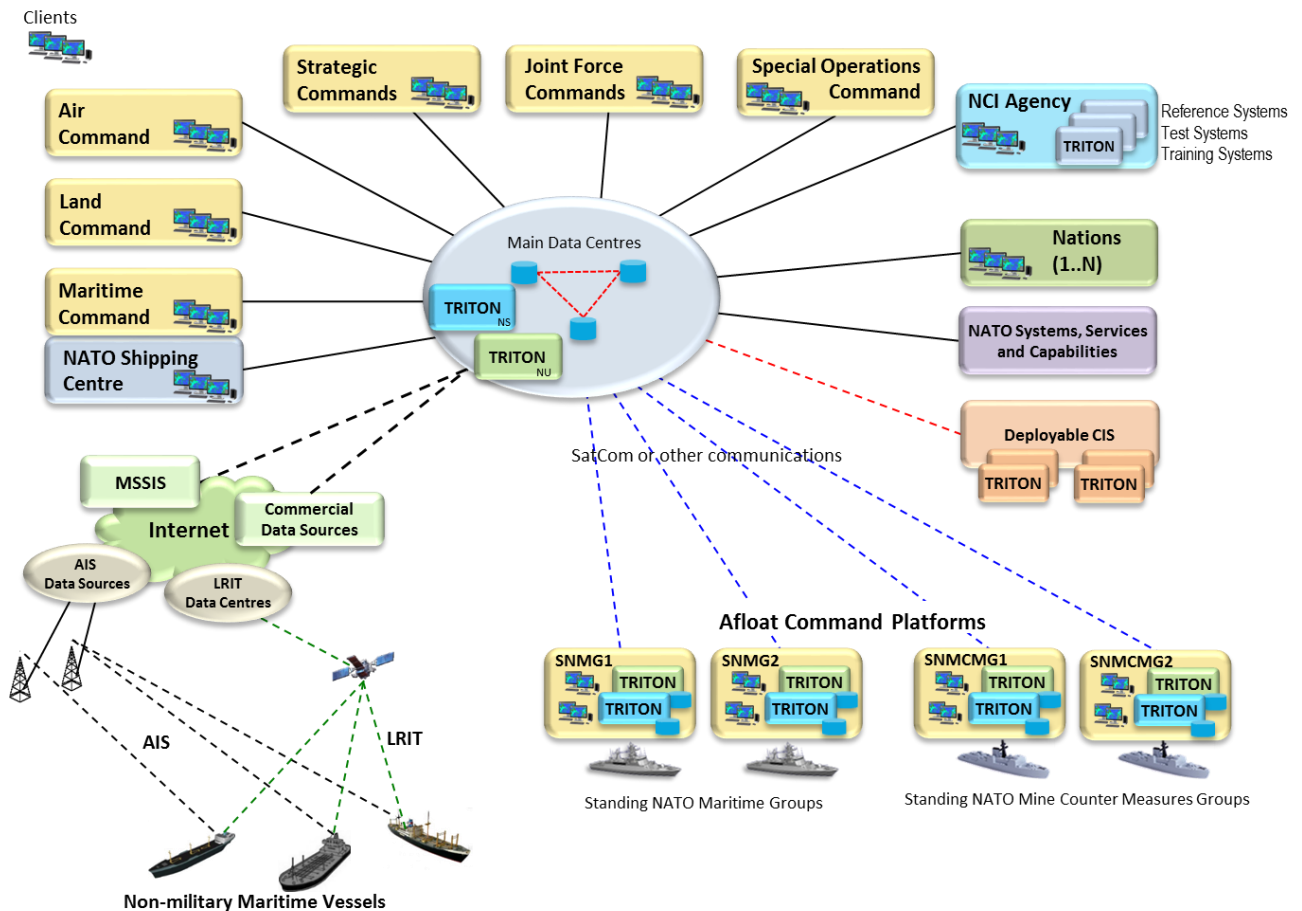 Clients
Air
Command
Strategic
Commands
Joint Force
Commands
Special Operations
Command
NCI Agency
TRITON
Reference Systems
Test Systems
Training Systems
Land
Command
Maritime
Command
NATO Shipping
Centre
Main Data Centres
TRITON
NS
TRITON
NU
Nations
(1..N)
NATO Systems, Services
and Capabilities
Deployable CIS
TRITON
TRITON
SatCom or other communications
MSSIS
Internet
Commercial
Data Sources
AIS
Data Sources
LRIT
Data Centres
AIS
LRIT
Non-military Maritime Vessels
Afloat Command Platforms
SNMG1
TRITON
TRITON
SNMG2
TRITON
TRITON
SNMCMG1
TRITON
TRITON
SNMCMG2
TRITON
TRITON
Standing NATO Maritime Groups
Standing NATO Mine Counter Measures Groups